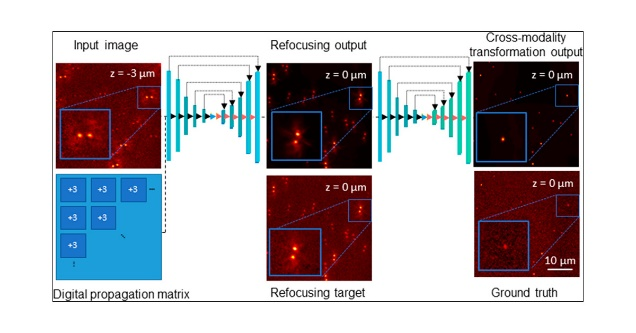 Input image
Refocusing output
Cross-modality
transformation output
z = -3 µm
z = 0 µm
z = 0 µm
+3 +3 +3
+3 +3
+3
z = 0 µm
z = 0 µm
10 µm
Digital propagation matrix
Refocusing target
Ground truth